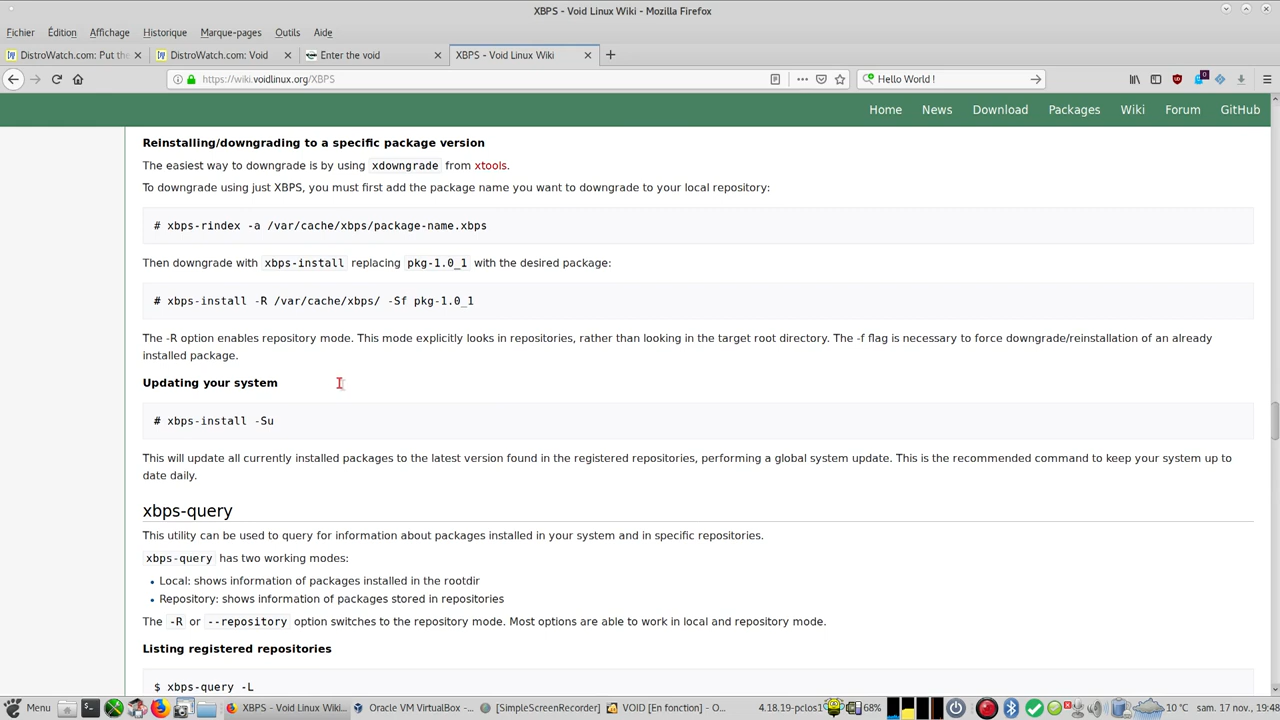 XBPS - Void Linux Wiki - Mozilla Firefox
Fichier Édition Affichage Historique Marque-pages Outils Aide
DistroWatch.com: Put the DistroWatch.com: Void Enter the void XBPS - Void Linux Wiki
https://wiki.voidlinux.org/XBPS Hello World !
Home News Download Packages Wiki Forum GitHub
Reinstalling/downgrading to a specific package version
The easiest way to downgrade is by using xdowngrade from xtools.
To downgrade using just XBPS, you must first add the package name you want to downgrade to your local repository:
# xbps-rindex -a /var/cache/xbps/package-name.xbps
Then downgrade with xbps-install replacing pkg-1.0_1 with the desired package:
# xbps-install -R /var/cache/xbps/ -Sf pkg-1.0_1
The -R option enables repository mode. This mode explicitly looks in repositories, rather than looking in the target root directory. The -f flag is necessary to force downgrade/reinstallation of an already
installed package.
Updating your system
# xbps-install -Su
This will update all currently installed packages to the latest version found in the registered repositories, performing a global system update. This is the recommended command to keep your system up to
date daily.
xbps-query
This utility can be used to query for information about packages installed in your system and in specific repositories.
xbps-query has two working modes:
• Local: shows information of packages installed in the rootdir
• Repository: shows information of packages stored in repositories
The -R or --repository option switches to the repository mode. Most options are able to work in local and repository mode.
Listing registered repositories
$ xbps-query -L
Menu XBPS - Void Linux Wiki... Oracle VM VirtualBox - ... [SimpleScreenRecorder] VOID [En fonction] - O... 68% 4.18.19-pclos1 10 °C sam. 17 nov., 19:48